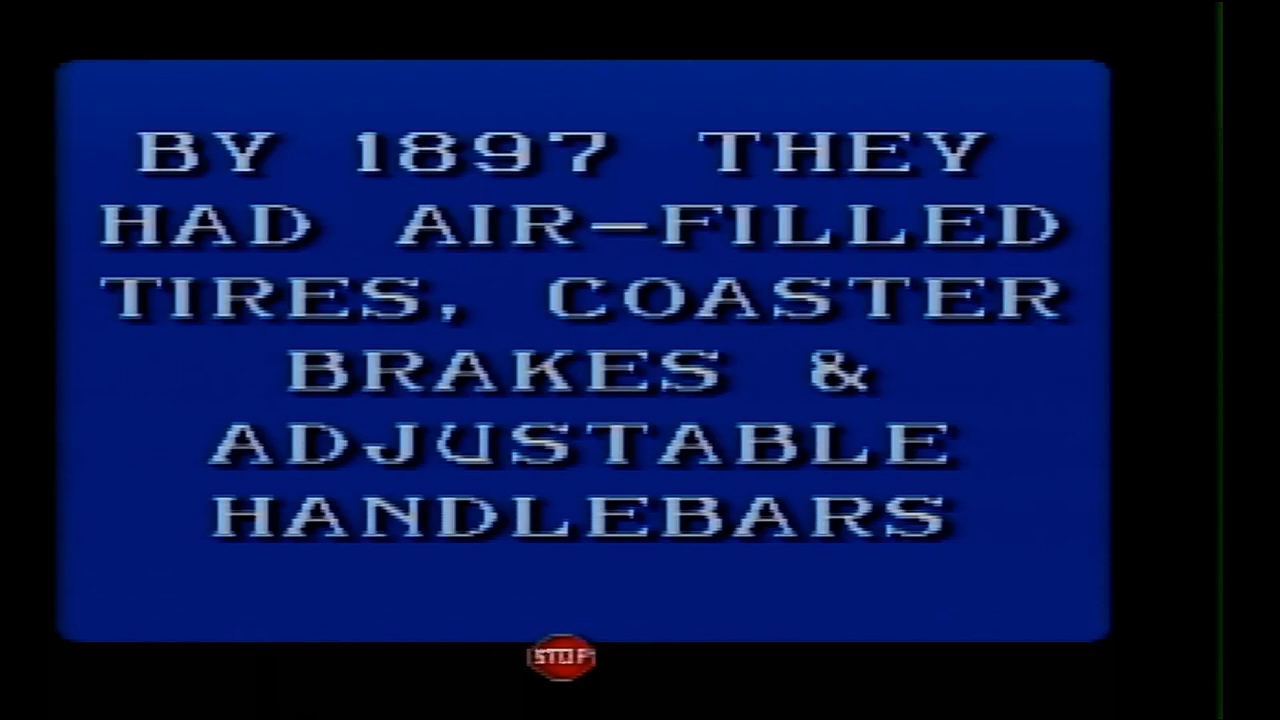 BY 1897 THEY
HAD AIR-FILLED
TIRES, COASTER
BRAKES &
ADJUSTABLE
HANDLEBARS
STOP